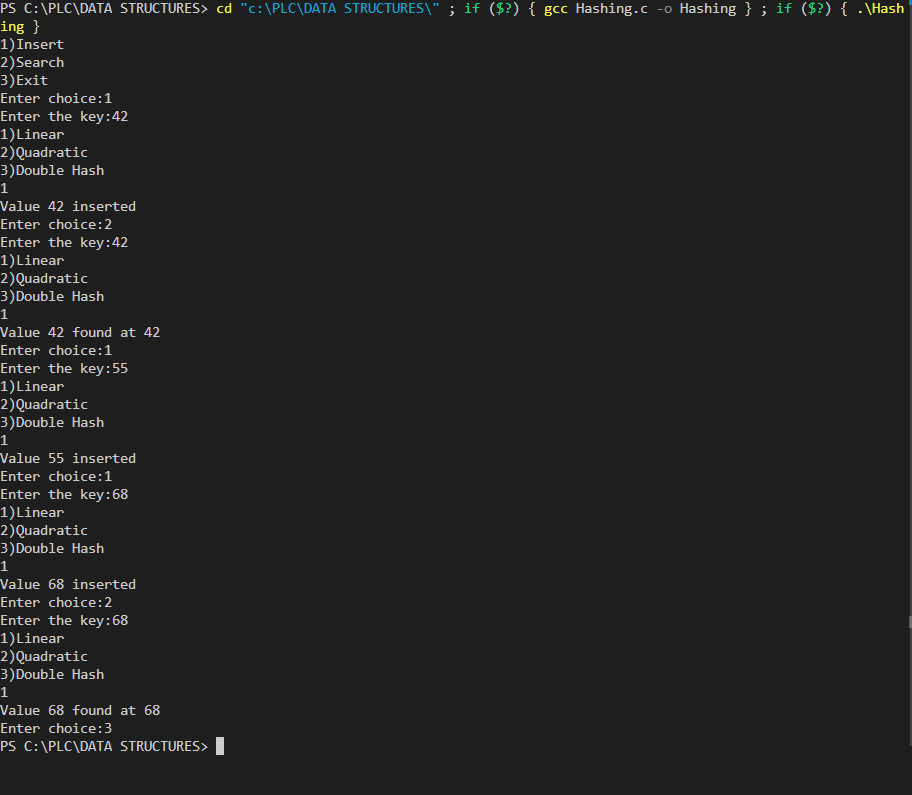 PS C:\PLC\DATA STRUCTURES> cd "c:\PLC\DATA STRUCTURES\" ; if ($?) { gcc Hashing.c -o Hashing } ; if ($?) { .\Hash
ing }
1)Insert
2)Search
3)Exit
Enter choice:1
Enter the key:42
1)Linear
2)Quadratic
3)Double Hash
1
Value 42 inserted
Enter choice:2
Enter the key:42
1)Linear
2)Quadratic
3)Double Hash
1
Value 42 found at 42
Enter choice:1
Enter the key:55
1)Linear
2)Quadratic
3)Double Hash
1
Value 55 inserted
Enter choice:1
Enter the key:68
1)Linear
2)Quadratic
3)Double Hash
1
Value 68 inserted
Enter choice:2
Enter the key:68
1)Linear
2)Quadratic
3)Double Hash
1
Value 68 found at 68
Enter choice:3
PS C:\PLC\DATA STRUCTURES>